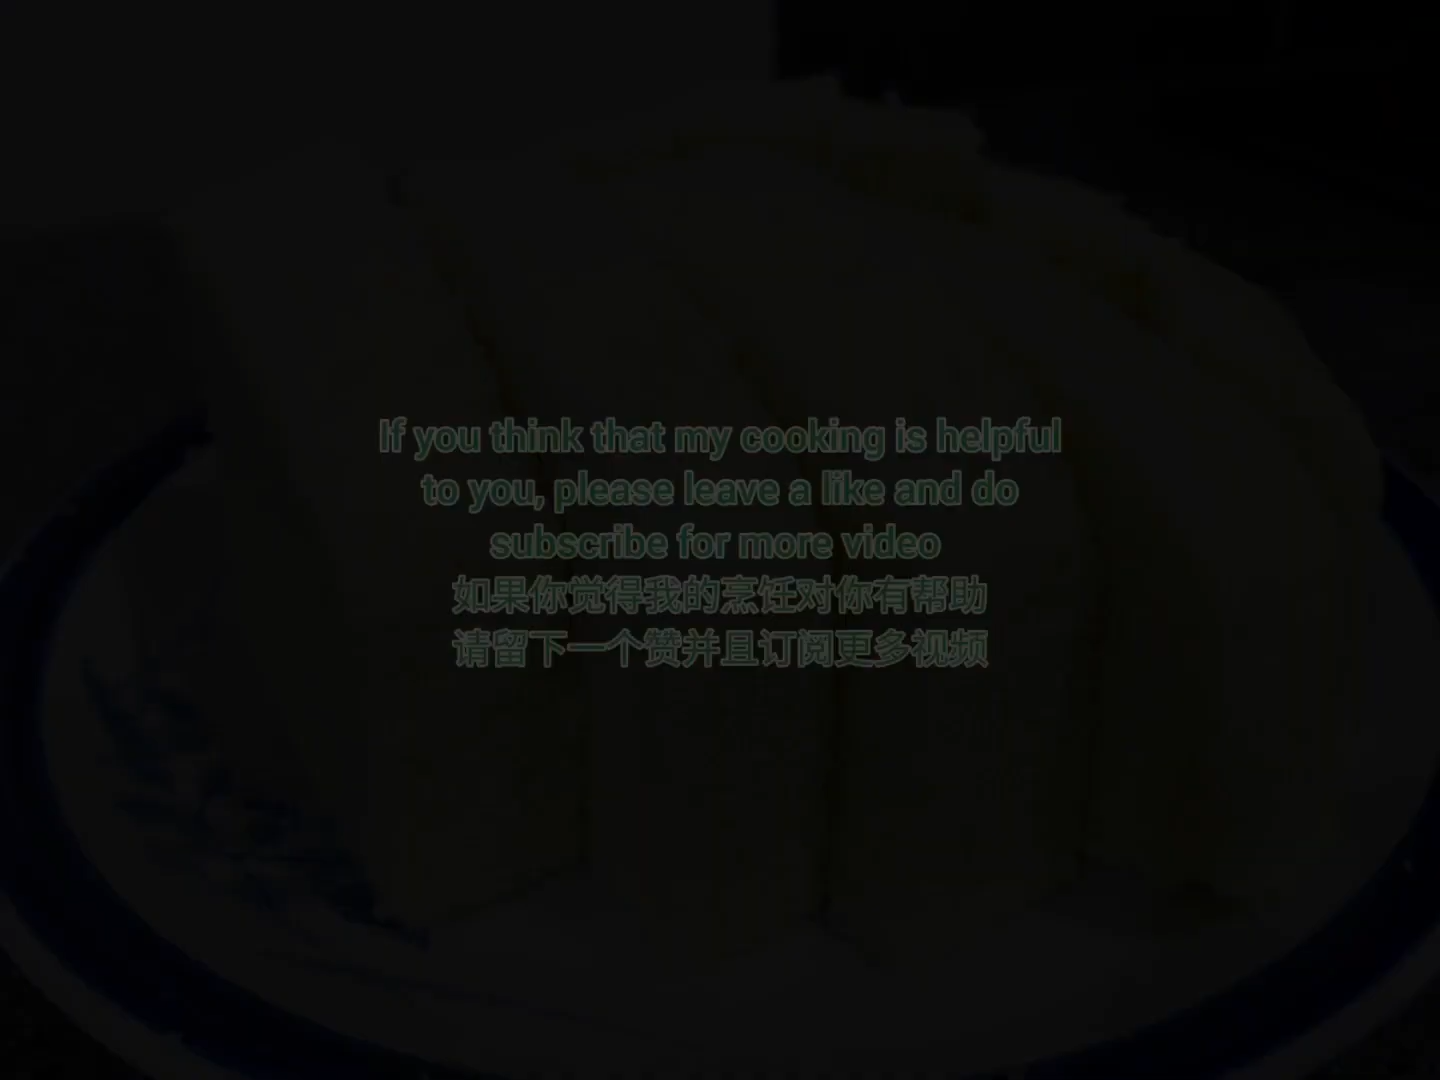 If you think that my cooking is helpful
to you, please leave a like and do
subscribe for more video
如果你觉得我的烹饪对你有帮助
请留下一个赞并且订阅更多视频